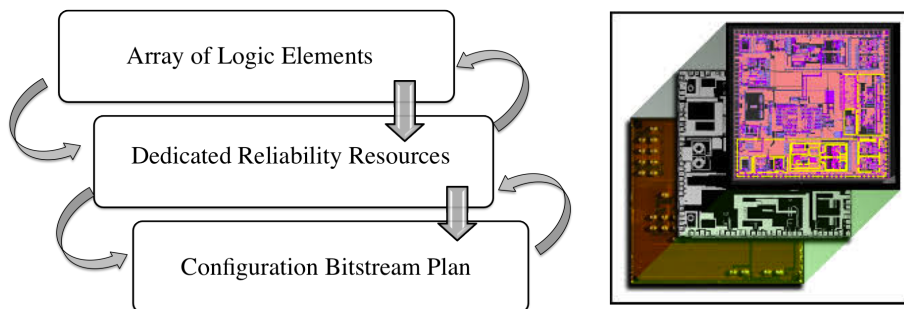 Array of Logic Elements
Dedicated Reliability Resources
Configuration Bitstream Plan